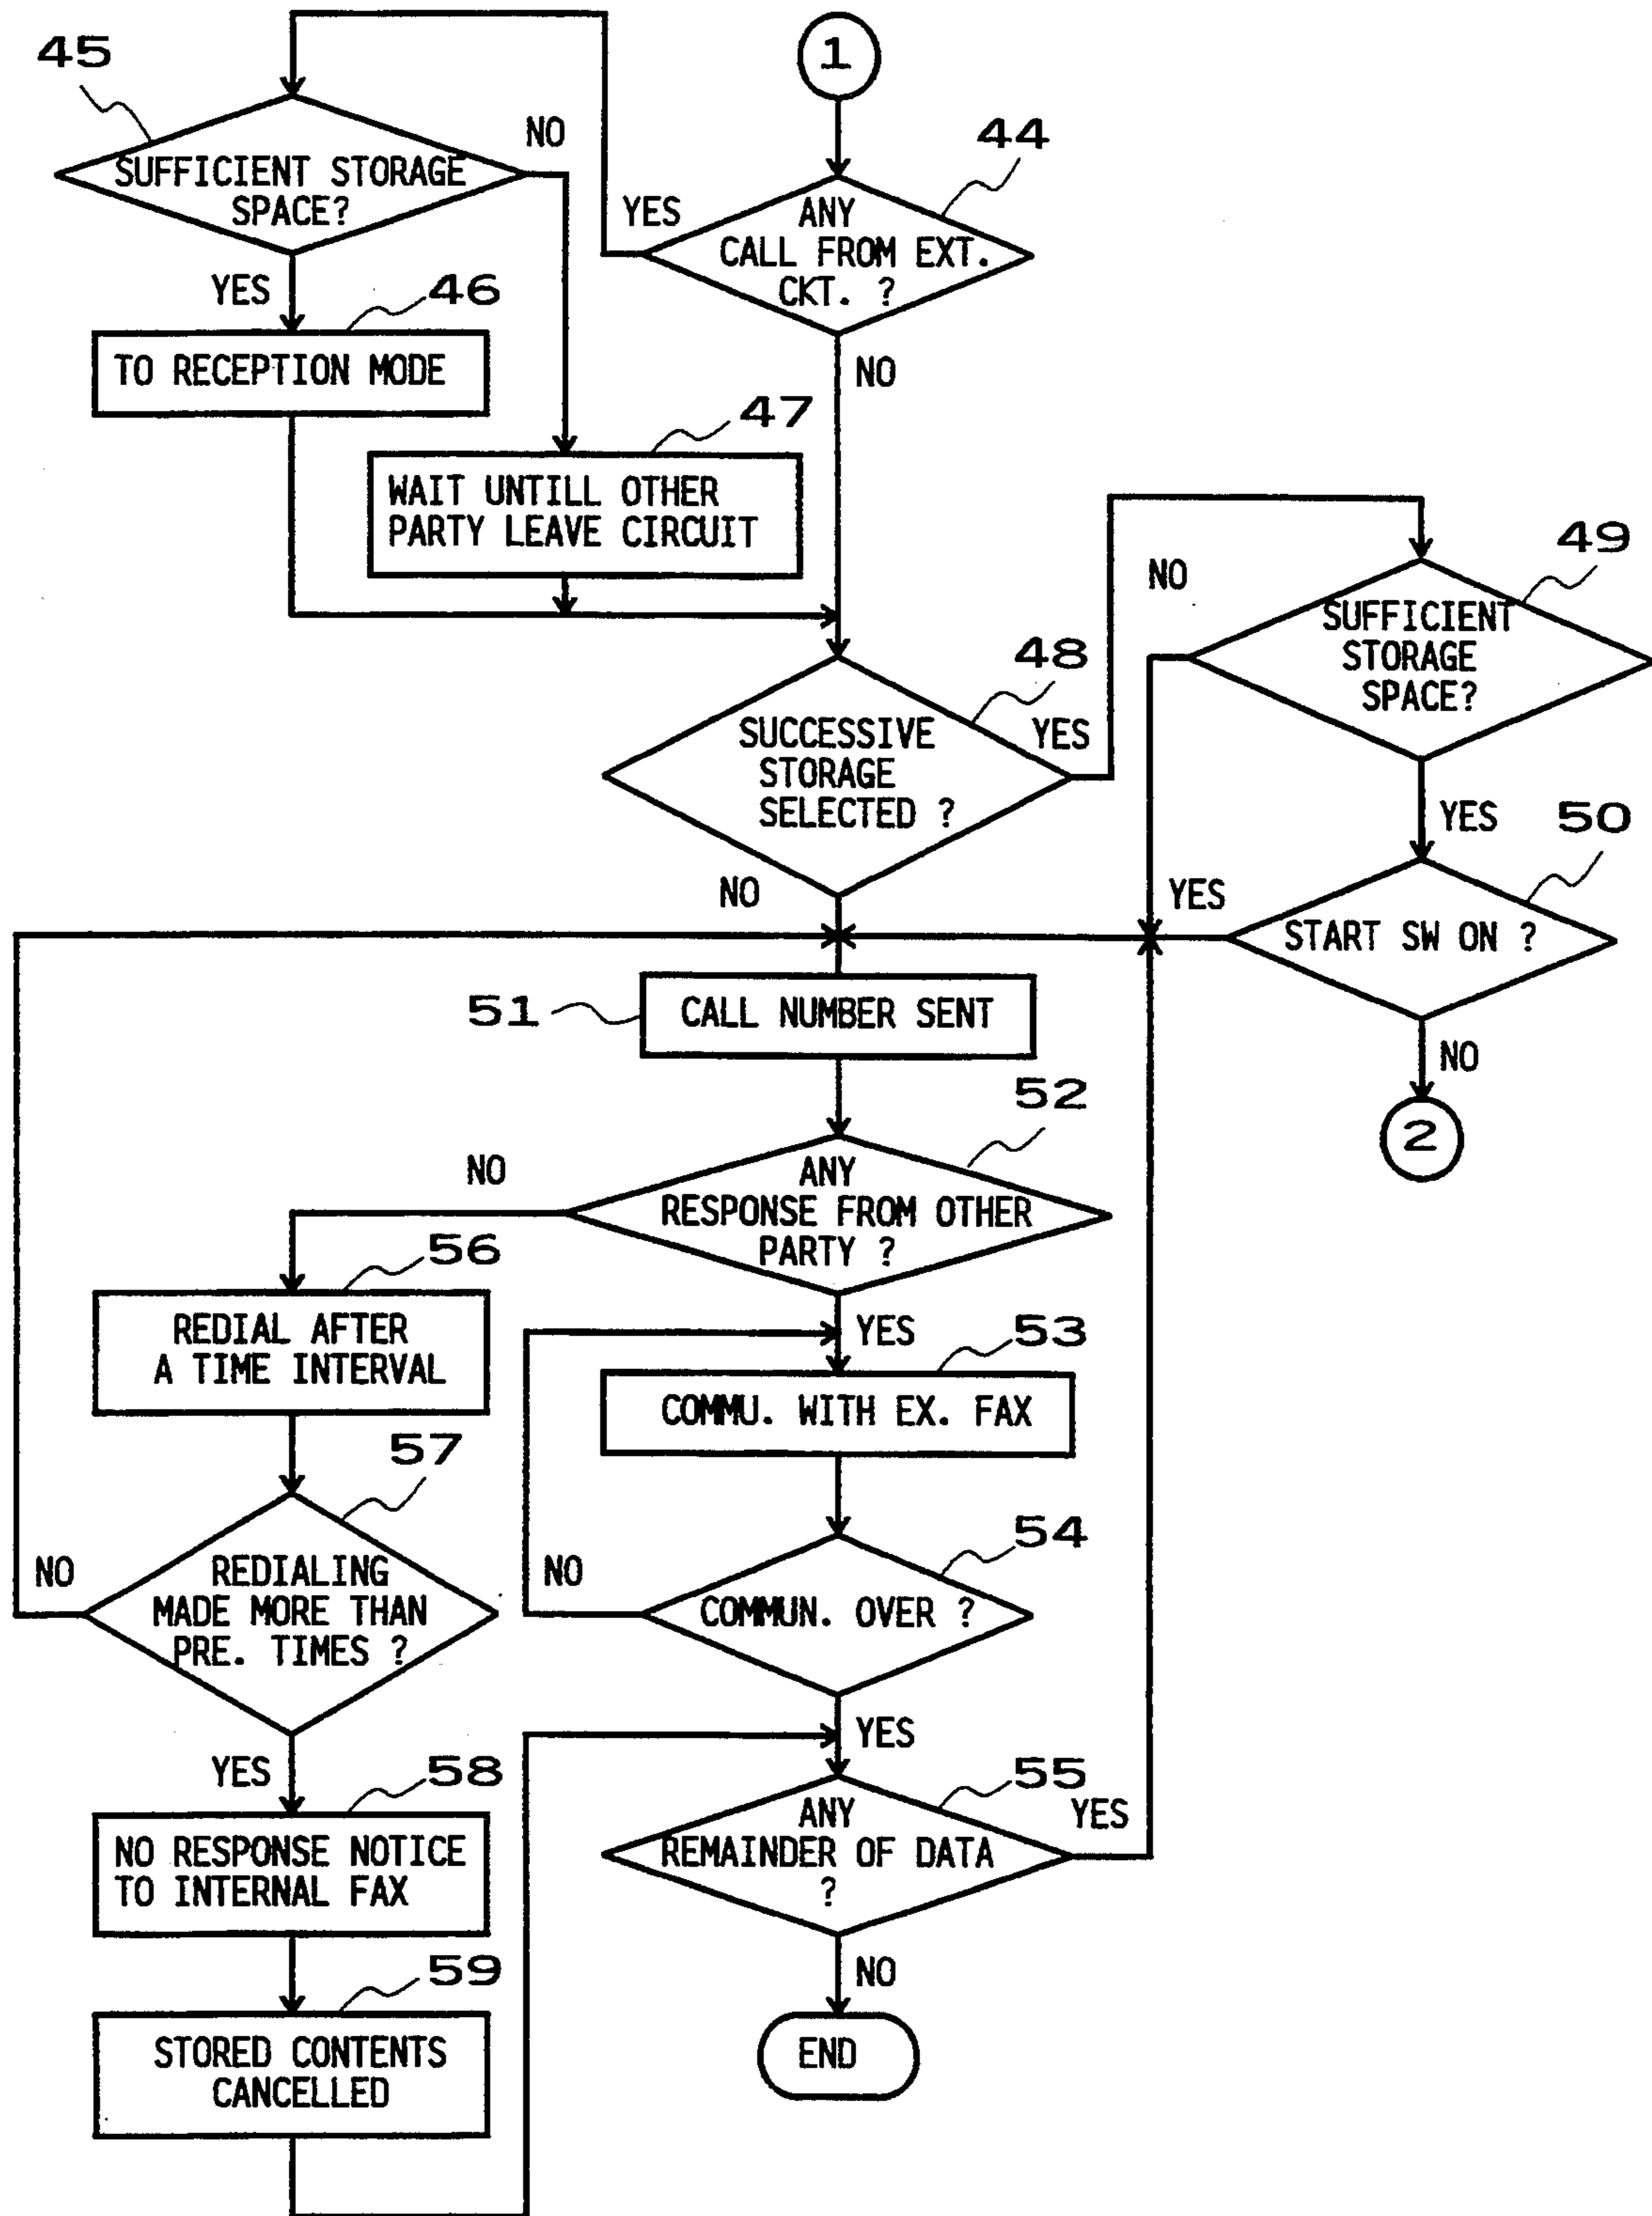 1
45
NO
44
SUFFICIENT STORAGE
SPACE?
YES
ANY
CALL FROM EXT.
CKT. ?
YES
46
TO RECEPTION MODE
NO
47
WAIT UNTILL OTHER
PARTY LEAVE CIRCUIT
49
NO
SUFFICIENT
STORAGE
SPACE?
48
SUCCESSIVE
STORAGE
SELECTED ?
YES
YES
50
NO
YES
START SW ON ?
51
CALL NUMBER SENT
NO
2
52
NO
ANY
RESPONSE FROM OTHER
PARTY ?
56
REDIAL AFTER
A TIME INTERVAL
YES
53
COMMU. WITH EX. FAX
57
NO
REDIALING
MADE MORE THAN
PRE. TIMES ?
54
NO
COMMUN. OVER ?
YES
YES
58
NO RESPONSE NOTICE
TO INTERNAL FAX
55
ANY
REMAINDER OF DATA
?
YES
59
STORED CONTENTS
CANCELLED
NO
END